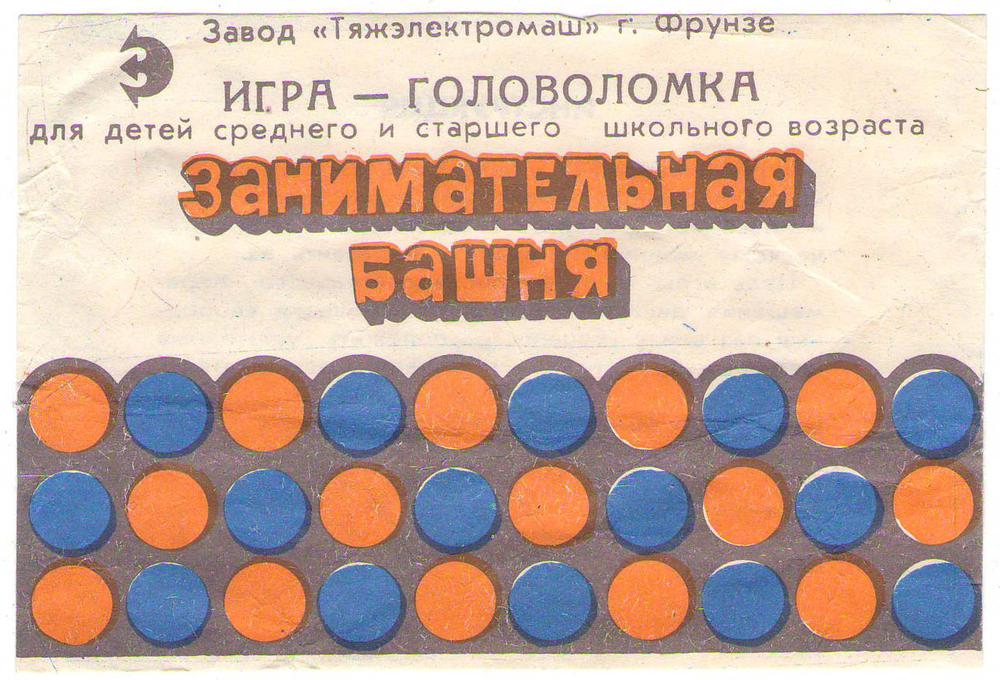 Завод «Тяжэлектромаш» г. Фрунзе
ИГРА — ГОЛОВОЛОМКА
для детей среднего и старшего школьного возраста
ЗАНИМАТЕЛЬНАЯ
БАШНЯ